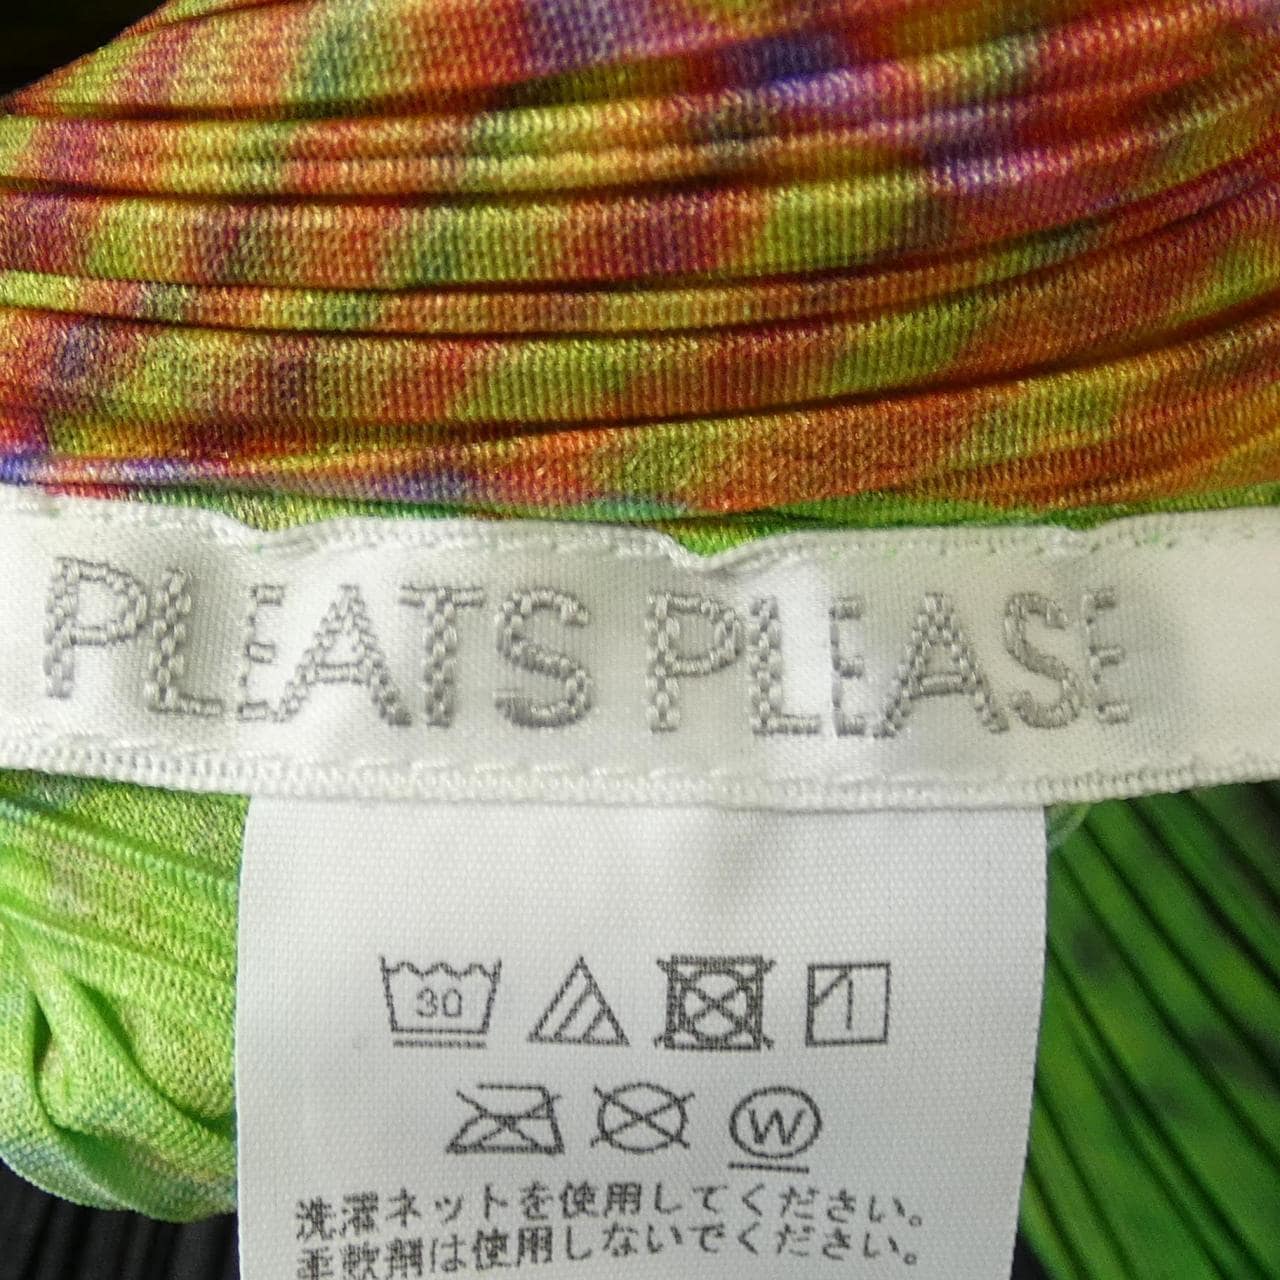 PLEATS PLEASE
30
W
洗濯ネットを使用してください。
柔軟剤は使用しないでください。